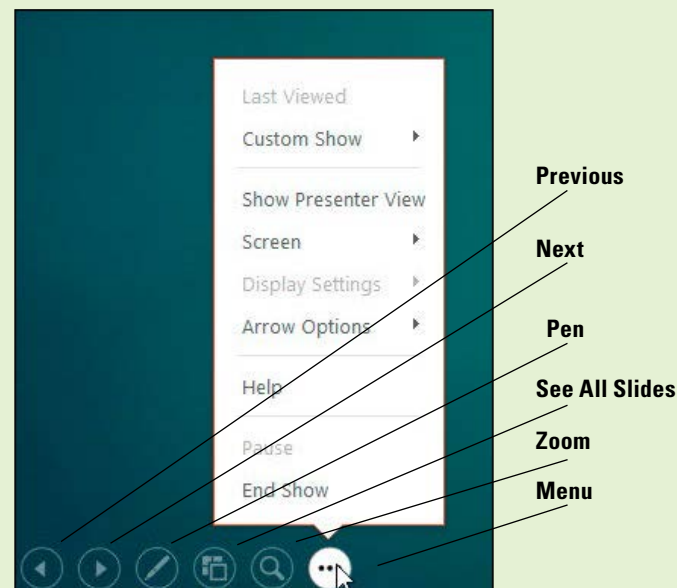 Last Viewed
Custom Show
Show Presenter View
Screen
Display Settings
Arrow Options
Help
Pause
End Show
Previous
Next
Pen
See All Slides
Zoom
Menu